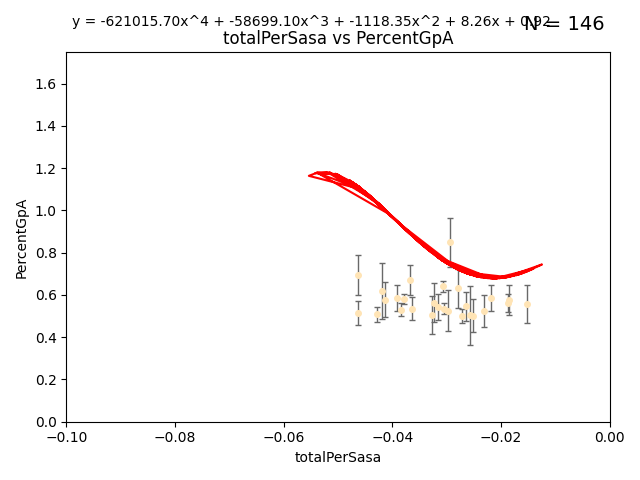 y = -621015.70x^4 + -58699.10x^3 + -1118.35x^2 + 8.26x + 0.92
N = 146
totalPerSasa vs PercentGpA
1.6
1.4
1.2
1.0
0.8
0.6
0.4
0.2
0.0
PercentGpA
−0.10 −0.08 −0.06 −0.04 −0.02 0.00
totalPerSasa